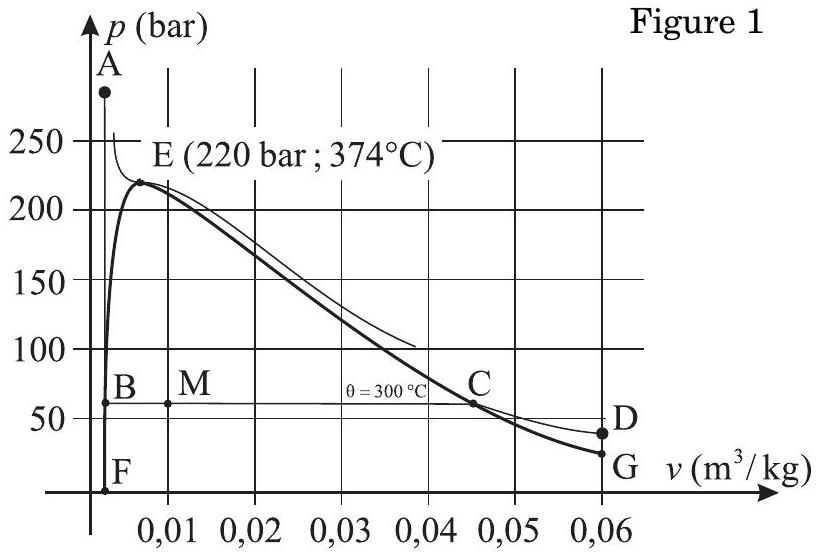 p (bar)
Figure 1
A
250
E (220 bar ; 374°C)
200
150
100
B
M
θ = 300 °C
C
50
D
F
G
v (m³/kg)
0,01
0,02
0,03
0,04
0,05
0,06